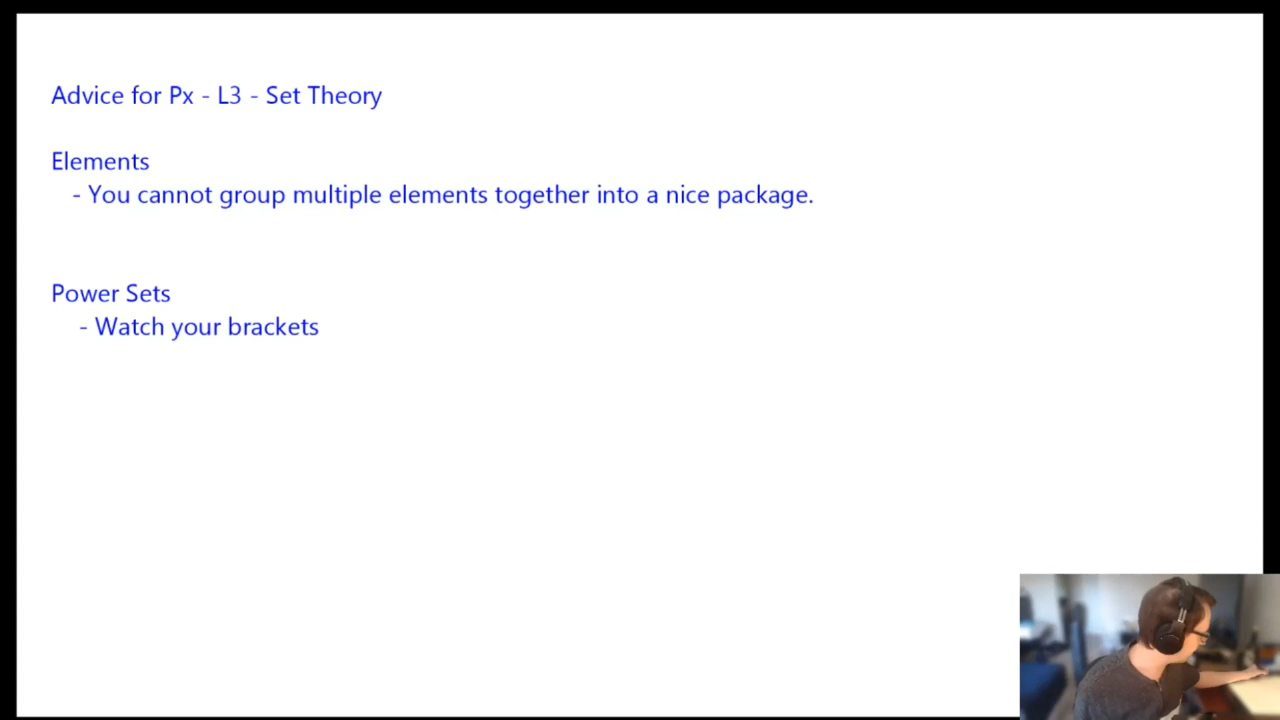 Advice for Px - L3 - Set Theory
Elements
- You cannot group multiple elements together into a nice package.
Power Sets
- Watch your brackets